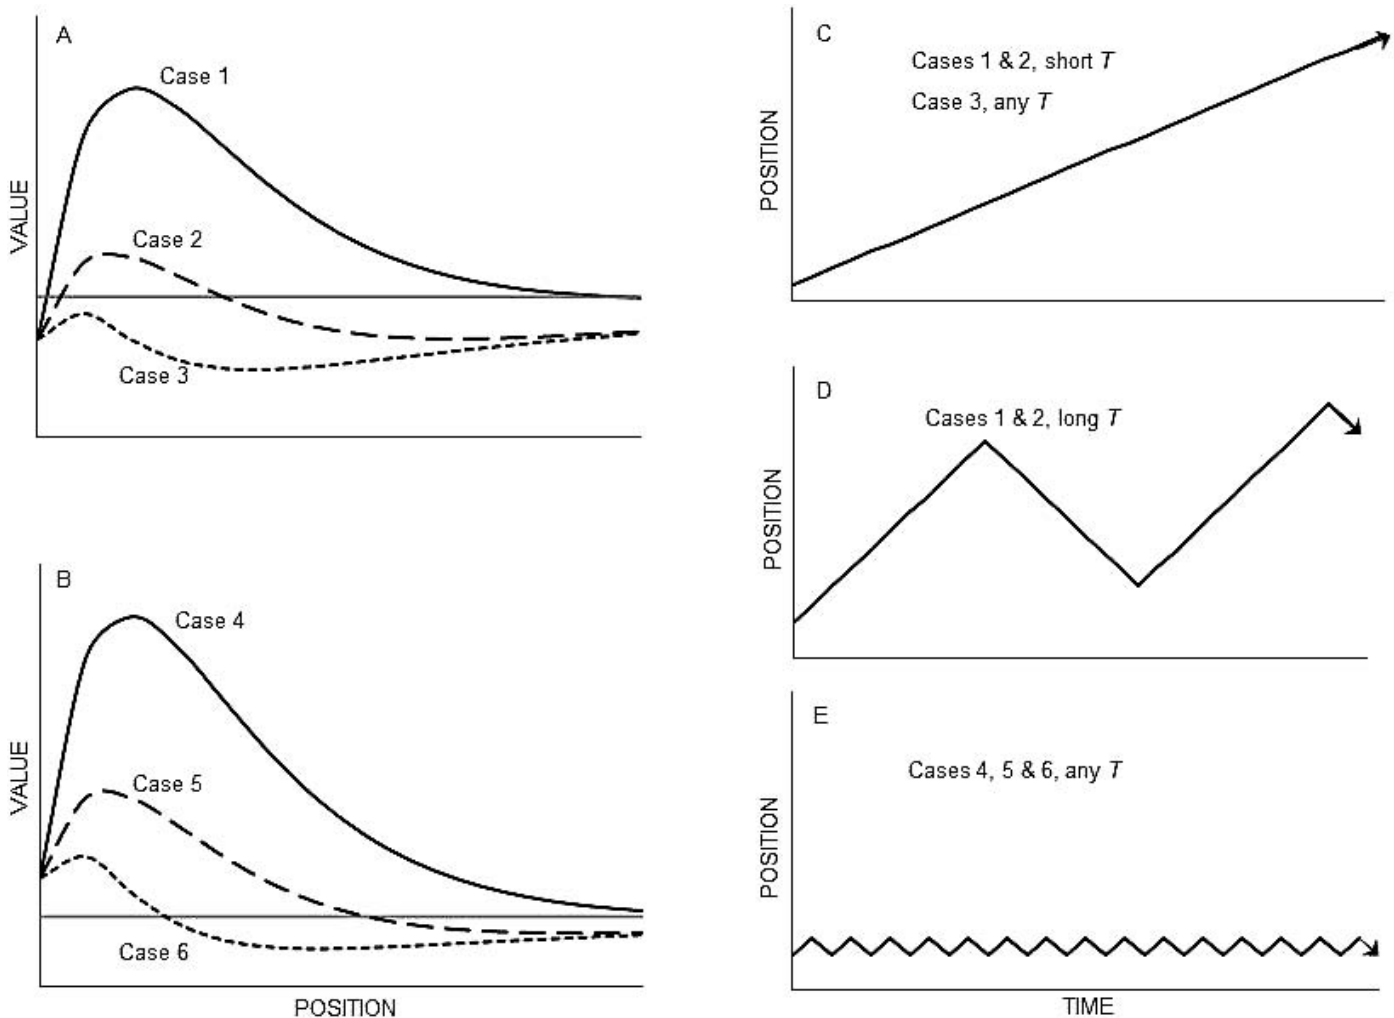 A
Case 1
Case 2
Case 3
VALUE
B
Case 4
Case 5
Case 6
VALUE
POSITION
C
Cases 1 & 2, short T
Case 3, any T
POSITION
D
Cases 1 & 2, long T
POSITION
E
Cases 4, 5 & 6, any T
POSITION
TIME